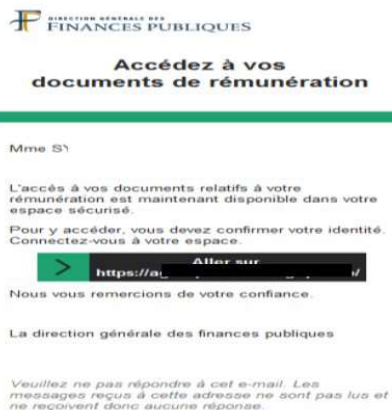 DIRECTION GÉNÉRALE DES
FINANCES PUBLIQUES
Accédez à vos
documents de rémunération
Mme S
L'accès à vos documents relatifs à votre
rémunération est maintenant disponible dans votre
espace sécurisé.
Pour y accéder, vous devez confirmer votre identité.
Connectez-vous à votre espace.
> Aller sur
https://a
Nous vous remercions de votre confiance.
La direction générale des finances publiques
Veuillez ne pas répondre à cet e-mail. Les
messages reçus à cette adresse ne sont pas lus et
ne reçoivent donc aucune réponse.